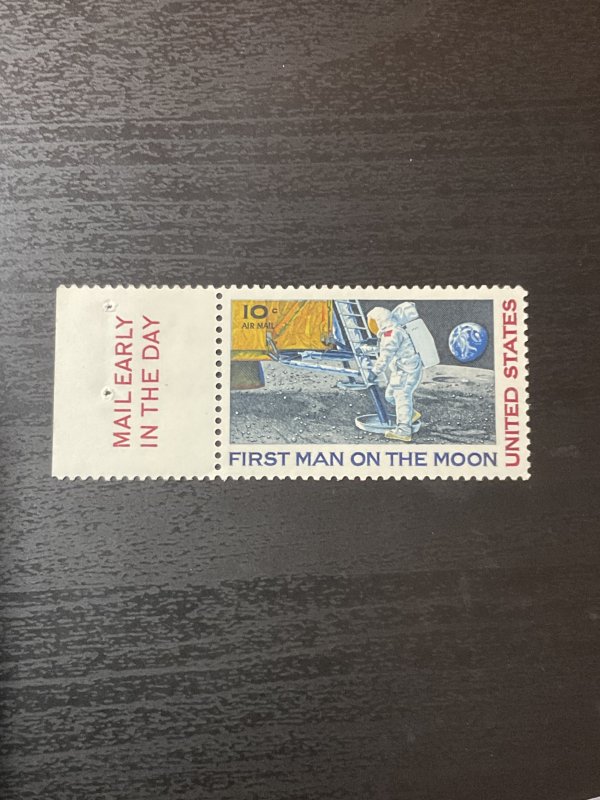 MAIL EARLY
IN THE DAY
10c
AIR MAIL
FIRST MAN ON THE MOON
UNITED STATES